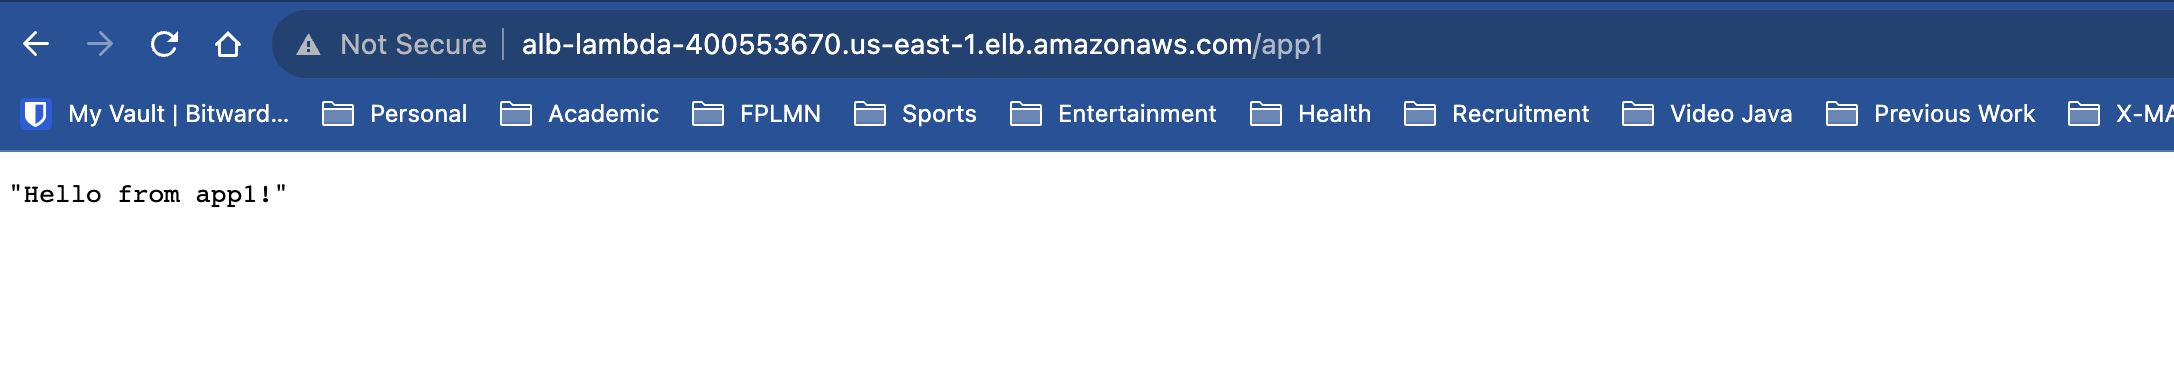 Not Secure alb-lambda-400553670.us-east-1.elb.amazonaws.com/app1
My Vault | Bitward... Personal Academic FPLMN Sports Entertainment Health Recruitment Video Java Previous Work X-MA
"Hello from app1!"